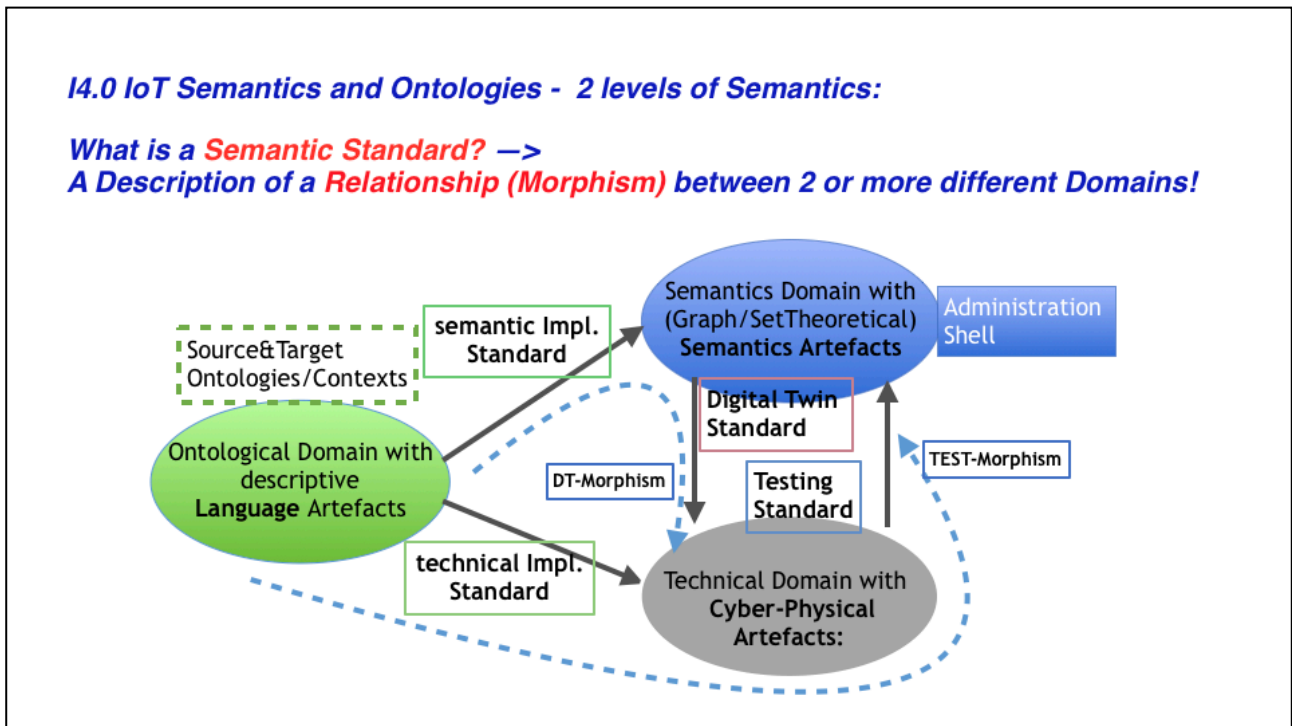 I4.0 IoT Semantics and Ontologies - 2 levels of Semantics:
What is a Semantic Standard? —>
A Description of a Relationship (Morphism) between 2 or more different Domains!
Semantics Domain with
(Graph/SetTheoretical)
Semantics Artefacts
Administration
Shell
semantic Impl.
Standard
Source&Target
Ontologies/Contexts
Digital Twin
Standard
Ontological Domain with
descriptive
Language Artefacts
DT-Morphism
Testing
Standard
TEST-Morphism
technical Impl.
Standard
Technical Domain with
Cyber-Physical
Artefacts: